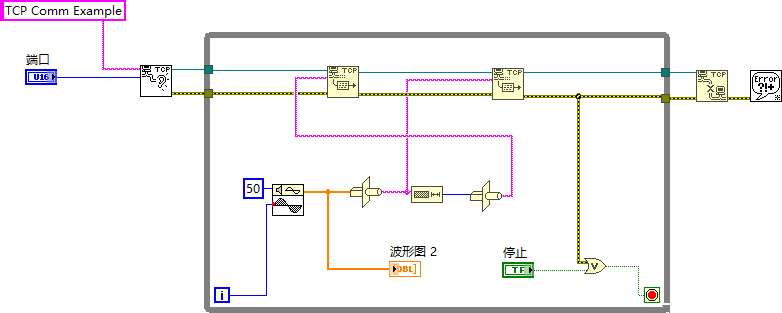 TCP Comm Example
端口
U16
TCP
TCP
TCP
TCP
Error
?!+
50
波形图 2
DBL
停止
TF
V
i